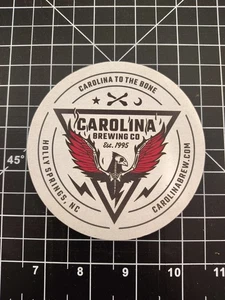 CAROLINA TO THE BONE
CAROLINA
BREWING CO
Est. 1995
HOLLY SPRINGS, NC
CAROLINABREW.COM
45°
7 8 9 10 11